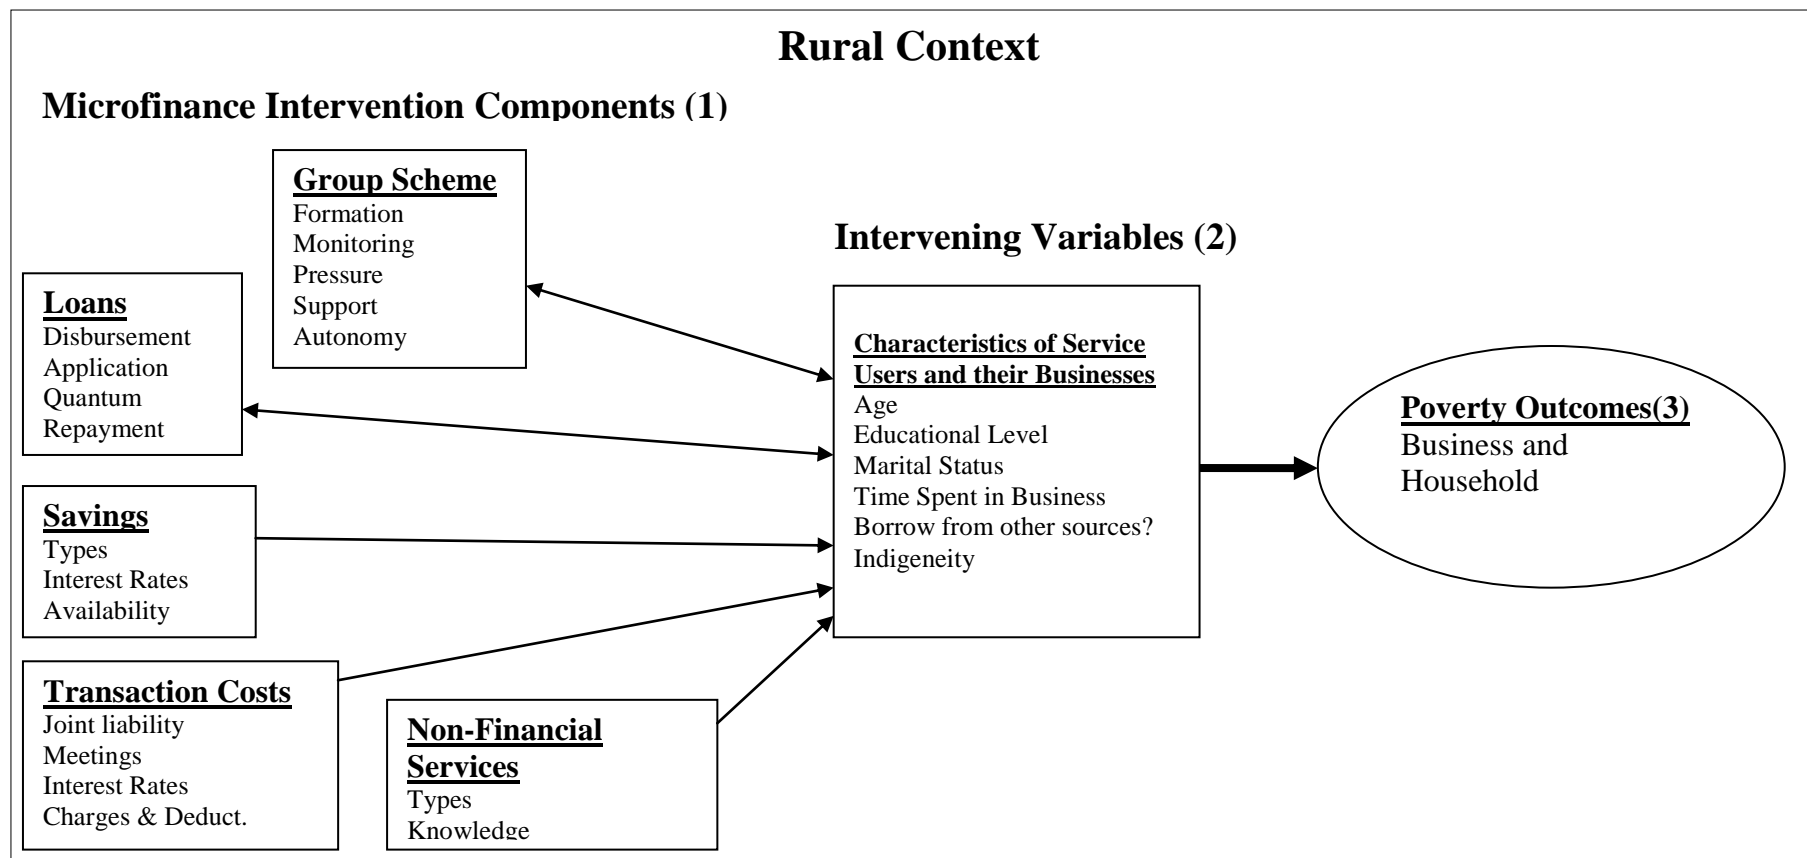 Rural Context
Microfinance Intervention Components (1)
Group Scheme
Formation
Monitoring
Pressure
Support
Autonomy
Loans
Disbursement
Application
Quantum
Repayment
Savings
Types
Interest Rates
Availability
Transaction Costs
Joint liability
Meetings
Interest Rates
Charges & Deduct.
Non-Financial
Services
Types
Knowledge
Intervening Variables (2)
Characteristics of Service
Users and their Businesses
Age
Educational Level
Marital Status
Time Spent in Business
Borrow from other sources?
Indigeneity
Poverty Outcomes(3)
Business and
Household